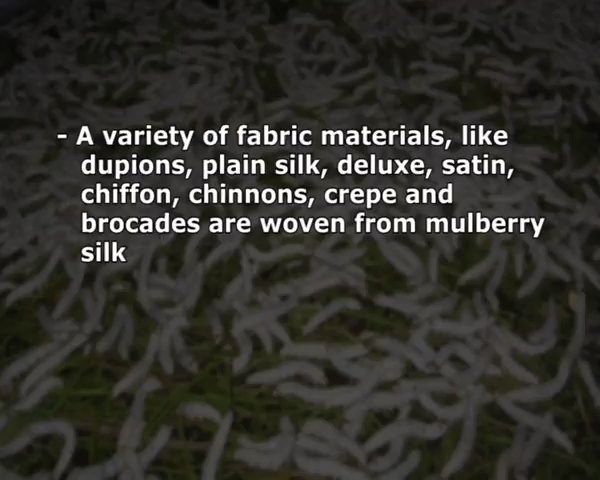 - A variety of fabric materials, like
dupions, plain silk, deluxe, satin,
chiffon, chinnons, crepe and
brocades are woven from mulberry
silk